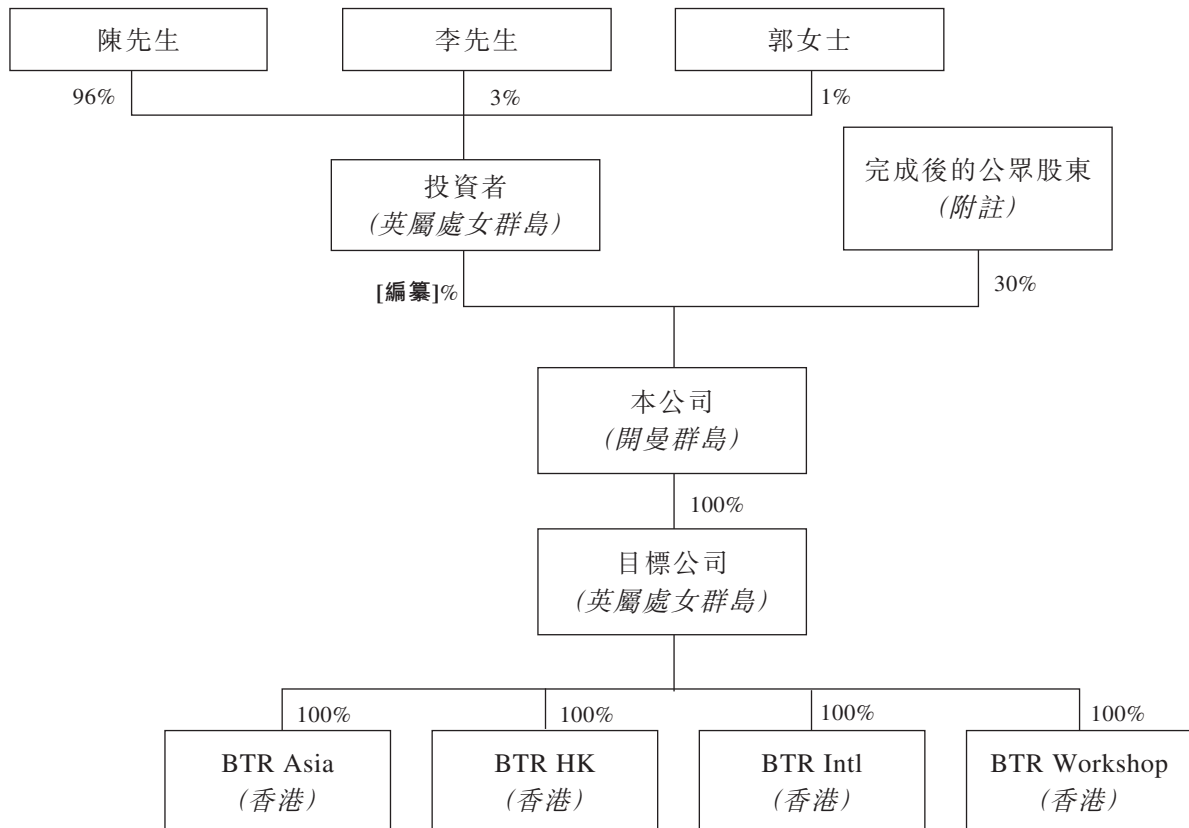 陳先生
李先生
郭女士
96%
3%
1%
投資者
(英屬處女群島)
完成後的公眾股東
(附註)
[編纂]%
30%
本公司
(開曼群島)
100%
目標公司
(英屬處女群島)
100%
100%
100%
100%
BTR Asia
(香港)
BTR HK
(香港)
BTR Intl
(香港)
BTR Workshop
(香港)